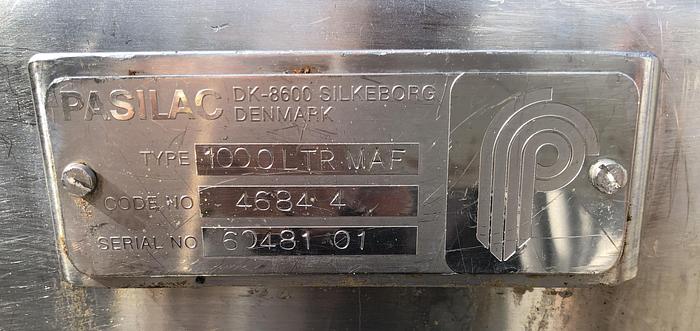 PASILAC DK-8600 SILKEBORG
DENMARK
TYPE 1000 LTR MAF
CODE NO 4684 4
SERIAL NO 60481 01